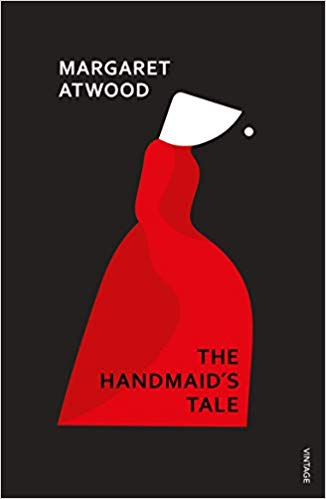 MARGARET
ATWOOD
THE
HANDMAID'S
TALE
VINTAGE